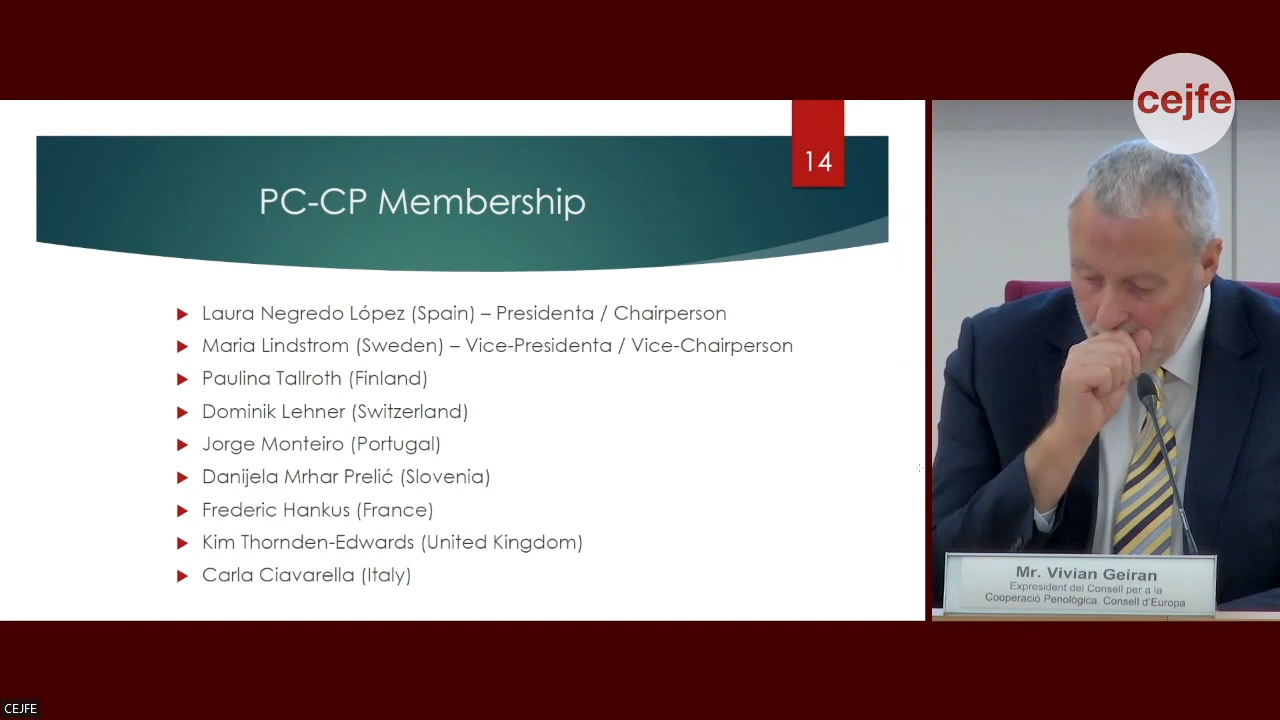 cejfe
14
PC-CP Membership
Laura Negredo López (Spain) – Presidenta / Chairperson
Maria Lindstrom (Sweden) – Vice-Presidenta / Vice-Chairperson
Paulina Tallroth (Finland)
Dominik Lehner (Switzerland)
Jorge Monteiro (Portugal)
Danijela Mrhar Prelić (Slovenia)
Frederic Hankus (France)
Kim Thornden-Edwards (United Kingdom)
Carla Ciavarella (Italy)
Mr. Vivian Geiran
Expresident del Consell per a la
Cooperació Penològica. Consell d'Europa
CEJFE